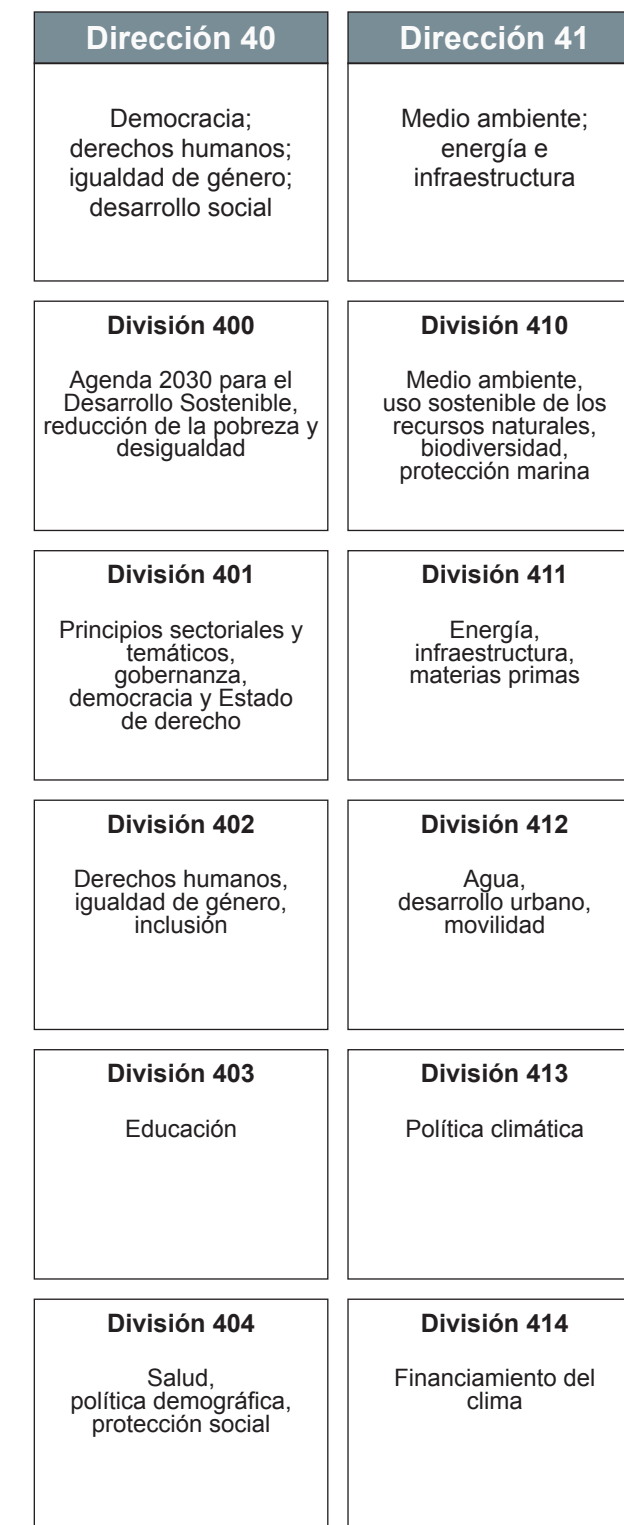 Dirección 40
Democracia;
derechos humanos;
igualdad de género;
desarrollo social
División 400
Agenda 2030 para el
Desarrollo Sostenible,
reducción de la pobreza y
desigualdad
División 401
Principios sectoriales y
temáticos,
gobernanza,
democracia y Estado
de derecho
División 402
Derechos humanos,
igualdad de género,
inclusión
División 403
Educación
División 404
Salud,
política demográfica,
protección social
Dirección 41
Medio ambiente;
energía e
infraestructura
División 410
Medio ambiente,
uso sostenible de los
recursos naturales,
biodiversidad,
protección marina
División 411
Energía,
infraestructura,
materias primas
División 412
Agua,
desarrollo urbano,
movilidad
División 413
Política climática
División 414
Financiamiento del
clima